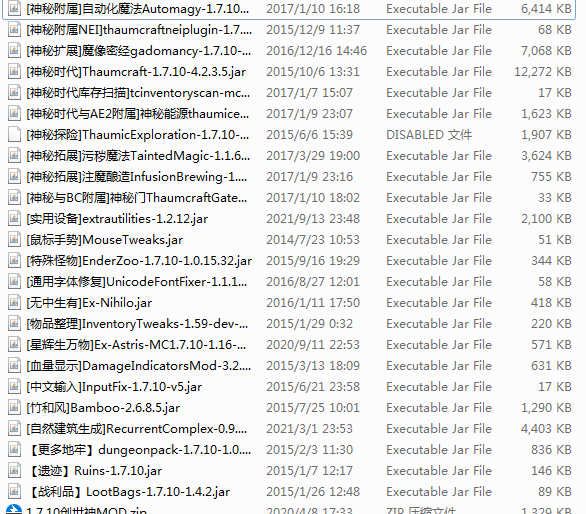 [神秘附属]自动化魔法Automagy-1.7.10... 2017/1/10 16:18 Executable Jar File 6,414 KB
[神秘附属NEI]thaumcraftneiplugin-1.7... 2015/12/9 11:37 Executable Jar File 68 KB
[神秘扩展]魔像密经gadomancy-1.7.10-... 2016/12/16 14:46 Executable Jar File 7,068 KB
[神秘时代]Thaumcraft-1.7.10-4.2.3.5.jar 2015/10/6 13:31 Executable Jar File 12,272 KB
[神秘时代库存扫描]tcinventoryscan-mc... 2017/1/7 15:07 Executable Jar File 17 KB
[神秘时代与AE2附属]神秘能源thaumice... 2017/1/9 23:07 Executable Jar File 1,623 KB
[神秘探险]ThaumicExploration-1.7.10-... 2015/6/6 15:39 DISABLED 文件 1,907 KB
[神秘拓展]污秽魔法TaintedMagic-1.1.6... 2017/3/29 19:00 Executable Jar File 3,624 KB
[神秘拓展]注魔酿造InfusionBrewing-1.... 2017/1/9 23:16 Executable Jar File 755 KB
[神秘与BC附属]神秘门ThaumcraftGate... 2017/1/10 18:02 Executable Jar File 33 KB
[实用设备]extrautilities-1.2.12.jar 2021/9/13 23:48 Executable Jar File 2,100 KB
[鼠标手势]MouseTweaks.jar 2014/7/23 10:53 Executable Jar File 51 KB
[特殊怪物]EnderZoo-1.7.10-1.0.15.32.jar 2015/9/16 19:29 Executable Jar File 344 KB
[通用字体修复]UnicodeFontFixer-1.1.1... 2016/8/27 12:01 Executable Jar File 58 KB
[无中生有]Ex-Nihilo.jar 2016/1/11 17:50 Executable Jar File 418 KB
[物品整理]InventoryTweaks-1.59-dev-... 2015/1/29 0:32 Executable Jar File 220 KB
[星辉生万物]Ex-Astris-MC1.7.10-1.16-... 2020/9/11 22:53 Executable Jar File 571 KB
[血量显示]DamageIndicatorsMod-3.2.... 2015/3/13 18:09 Executable Jar File 631 KB
[中文输入]InputFix-1.7.10-v5.jar 2015/6/21 23:58 Executable Jar File 17 KB
[竹和风]Bamboo-2.6.8.5.jar 2015/7/25 10:01 Executable Jar File 1,290 KB
[自然建筑生成]RecurrentComplex-0.9.... 2021/3/1 23:53 Executable Jar File 4,403 KB
【更多地牢】dungeonpack-1.7.10-1.0.... 2015/2/3 11:30 Executable Jar File 836 KB
【遗迹】Ruins-1.7.10.jar 2015/1/7 12:17 Executable Jar File 146 KB
【战利品】LootBags-1.7.10-1.4.2.jar 2015/1/26 12:48 Executable Jar File 89 KB
1.7.10创世神MOD.zip 2020/4/8 17:33 ZIP 压缩文件 1,329 KB